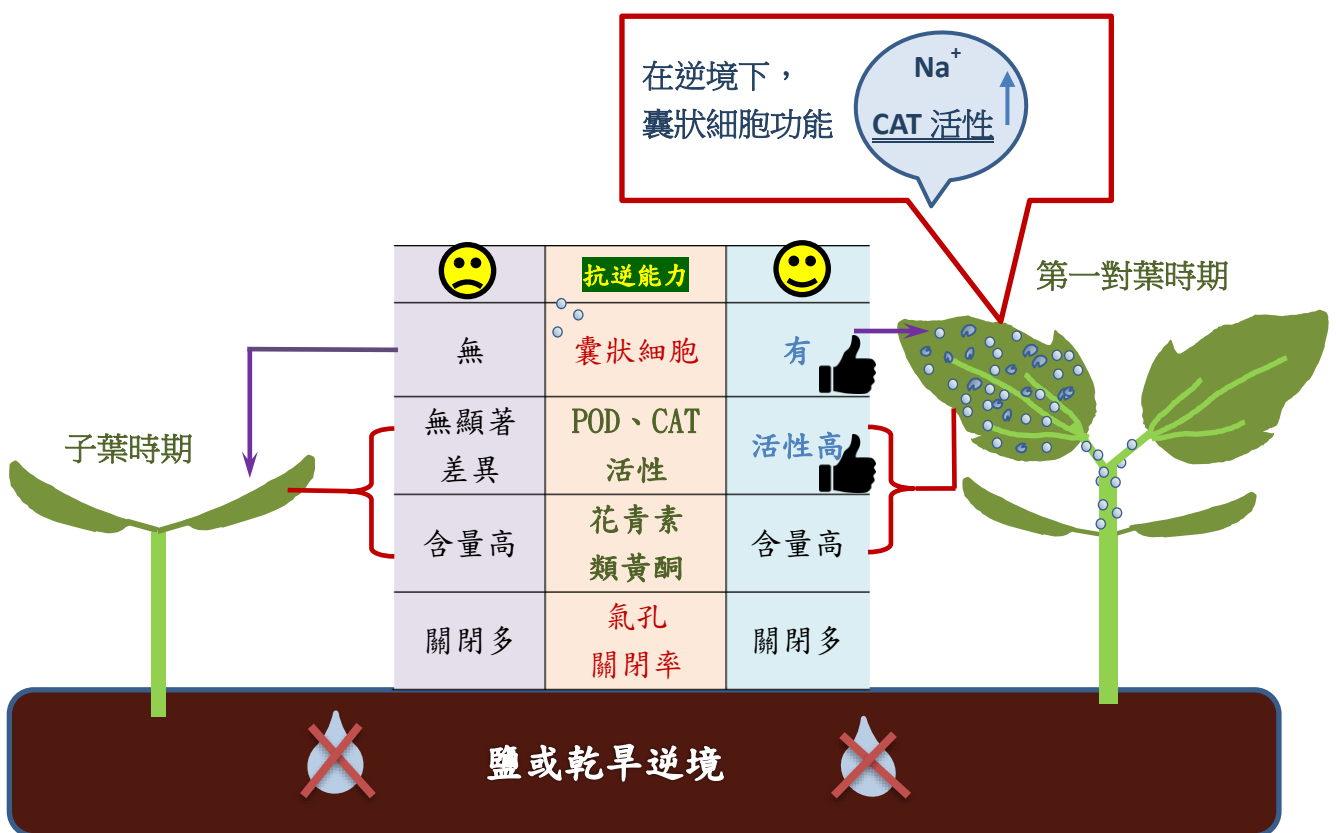 在逆境下，
囊狀細胞功能
Na+
CAT 活性
第一對葉時期
子葉時期
抗逆能力
無
囊狀細胞
有
無顯著
差異
POD、CAT
活性
活性高
含量高
花青素
類黃酮
含量高
關閉多
氣孔
關閉率
關閉多
鹽或乾旱逆境